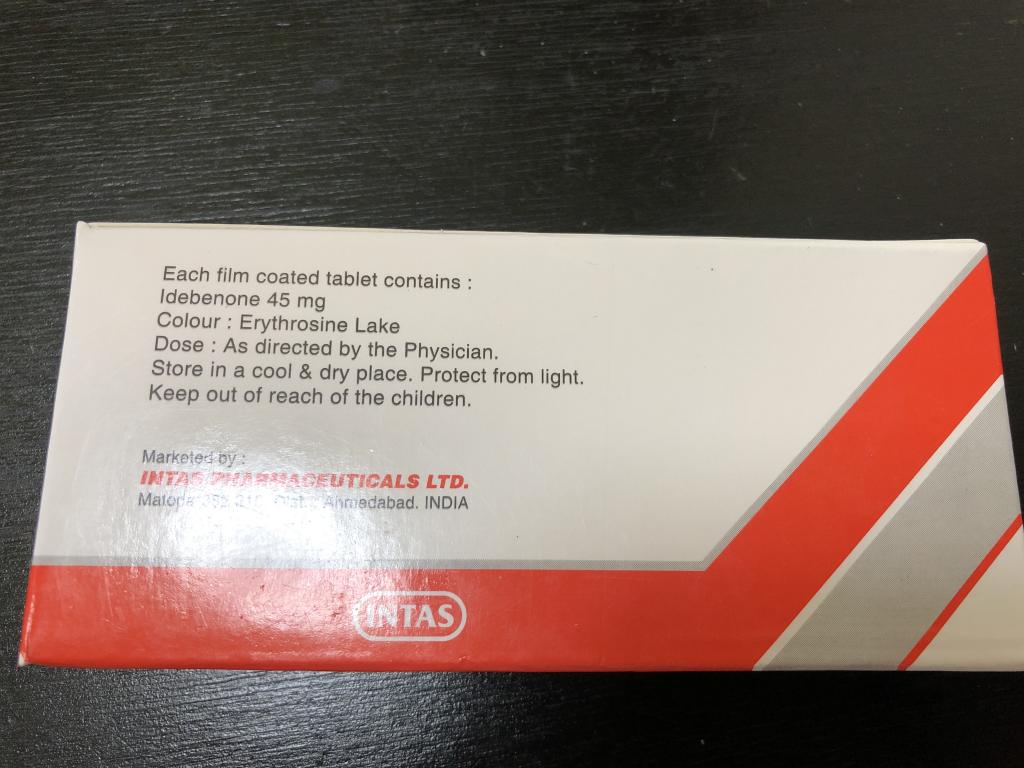 Each film coated tablet contains :
Idebenone 45 mg
Colour : Erythrosine Lake
Dose : As directed by the Physician.
Store in a cool & dry place. Protect from light.
Keep out of reach of the children.
Marketed by :
INTAS PHARMACEUTICALS LTD.
Ahmedabad. INDIA
INTAS